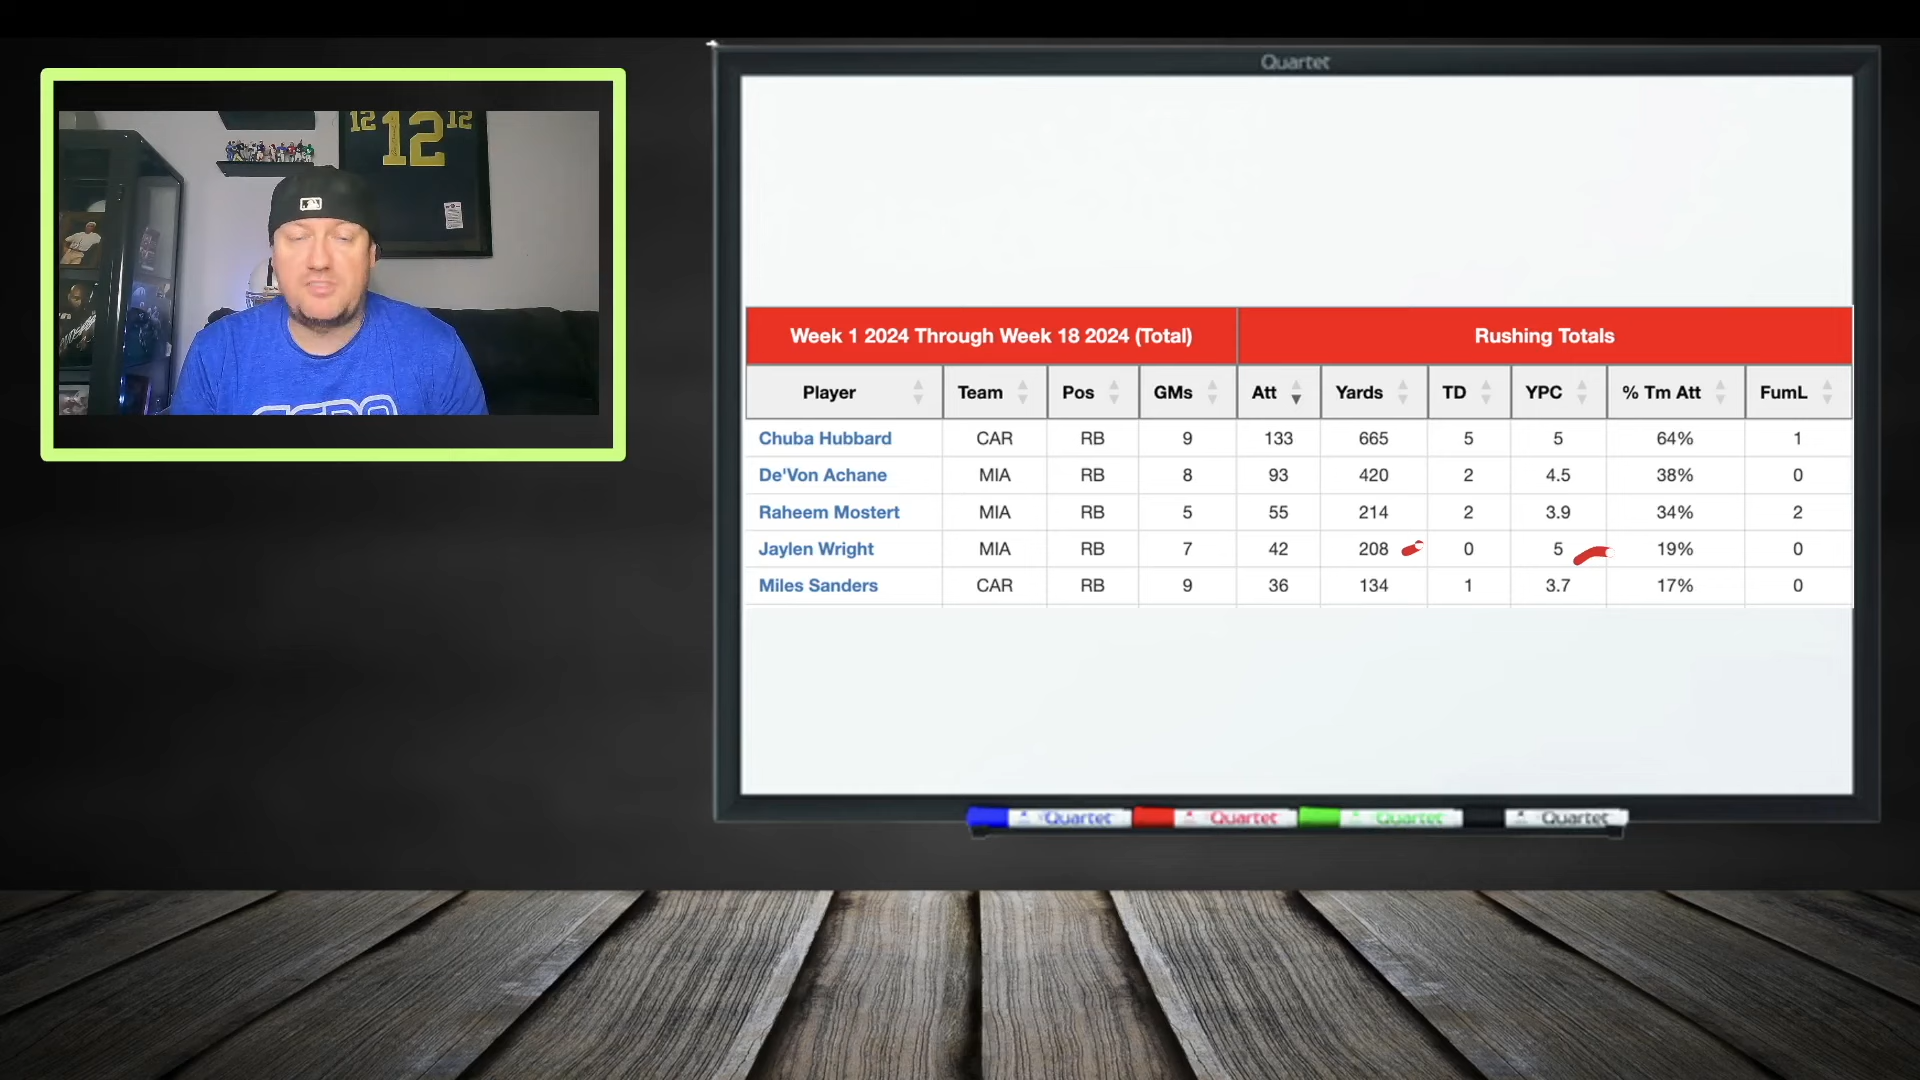 Quartet
12 12 12
Week 1 2024 Through Week 18 2024 (Total) Rushing Totals
Player Team Pos GMs Att Yards TD YPC % Tm Att FumL
Chuba Hubbard CAR RB 9 133 665 5 5 64% 1
De'Von Achane MIA RB 8 93 420 2 4.5 38% 0
Raheem Mostert MIA RB 5 55 214 2 3.9 34% 2
Jaylen Wright MIA RB 7 42 208 0 5 19% 0
Miles Sanders CAR RB 9 36 134 1 3.7 17% 0
Quartet Quartet Quartet Quartet